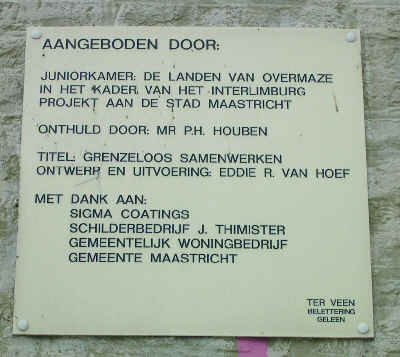 AANGEBODEN DOOR:
JUNIORKAMER: DE LANDEN VAN OVERMAZE
IN HET KADER VAN HET INTERLIMBURG
PROJEKT AAN DE STAD MAASTRICHT
ONTHULD DOOR: MR P.H. HOUBEN
TITEL: GRENZELOOS SAMENWERKEN
ONTWERP EN UITVOERING: EDDIE R. VAN HOEF
MET DANK AAN:
SIGMA COATINGS
SCHILDERBEDRIJF J. THIMISTER
GEMEENTELIJK WONINGBEDRIJF
GEMEENTE MAASTRICHT
TER VEEN
BELETTERING
GELEEN